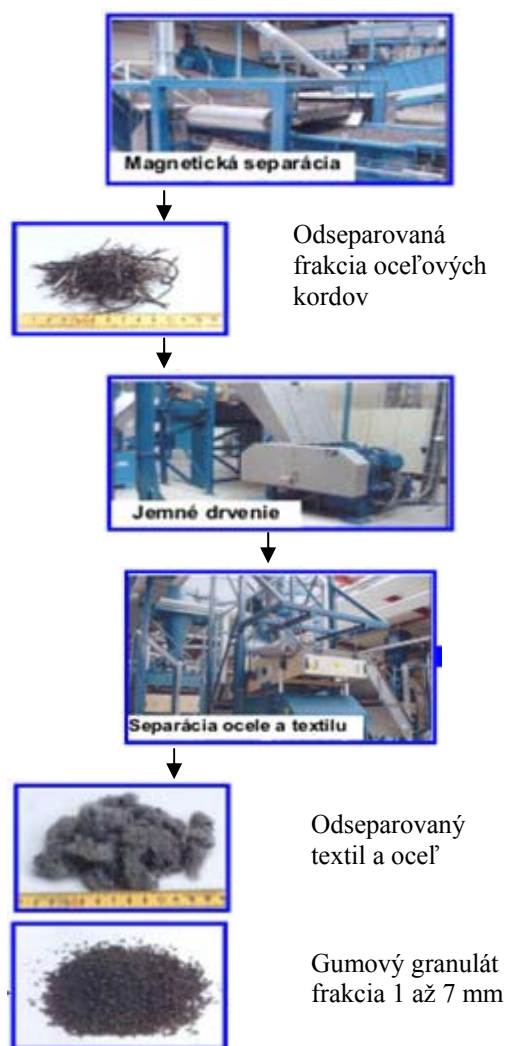 Magnetická separácia
Odseparovaná
frakcia oceľových
kordov
Jemné drvenie
Separácia ocele a textilu
Odseparovaný
textil a oceľ
Gumový granulát
frakcia 1 až 7 mm